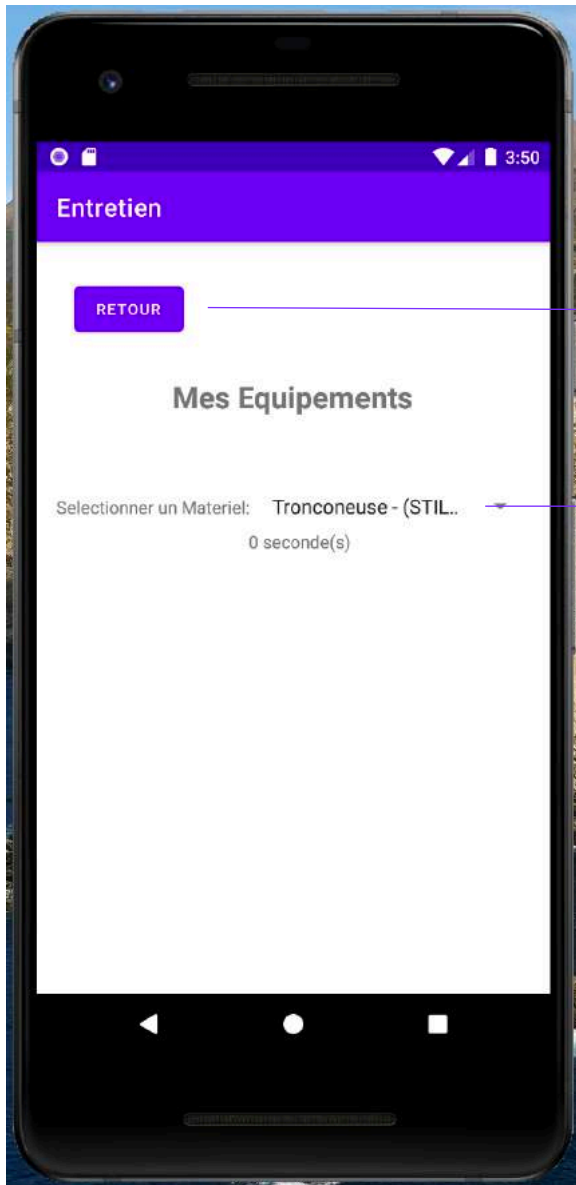 3:50
Entretien
RETOUR
Mes Equipements
Selectionner un Materiel: Tronconeuse - (STIL..
0 seconde(s)